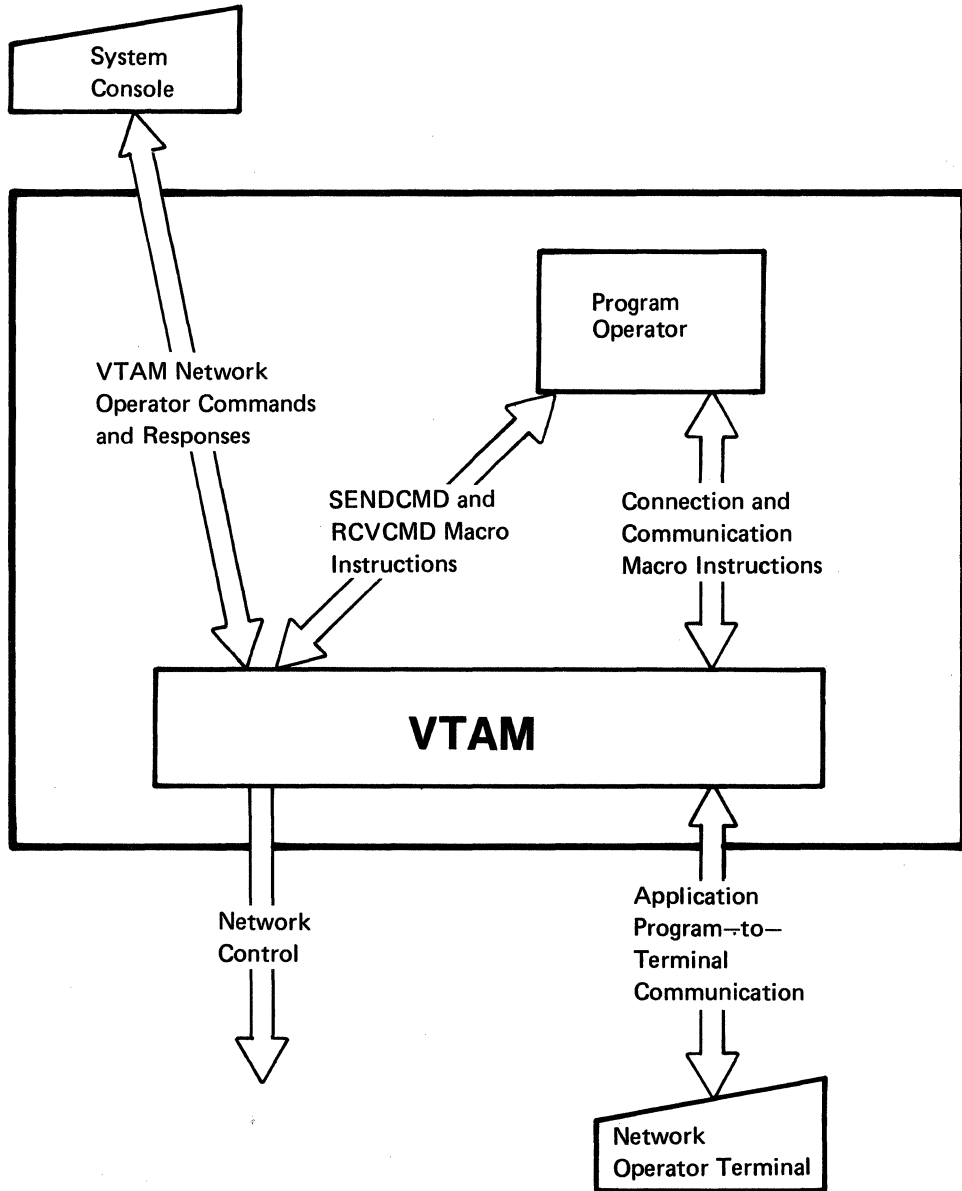 System
Console
Program
Operator
VTAM Network
Operator Commands
and Responses
SENDCMD and
RCVCMD Macro
Instructions
Connection and
Communication
Macro Instructions
VTAM
Network
Control
Application
Program—to—
Terminal
Communication
Network
Operator Terminal